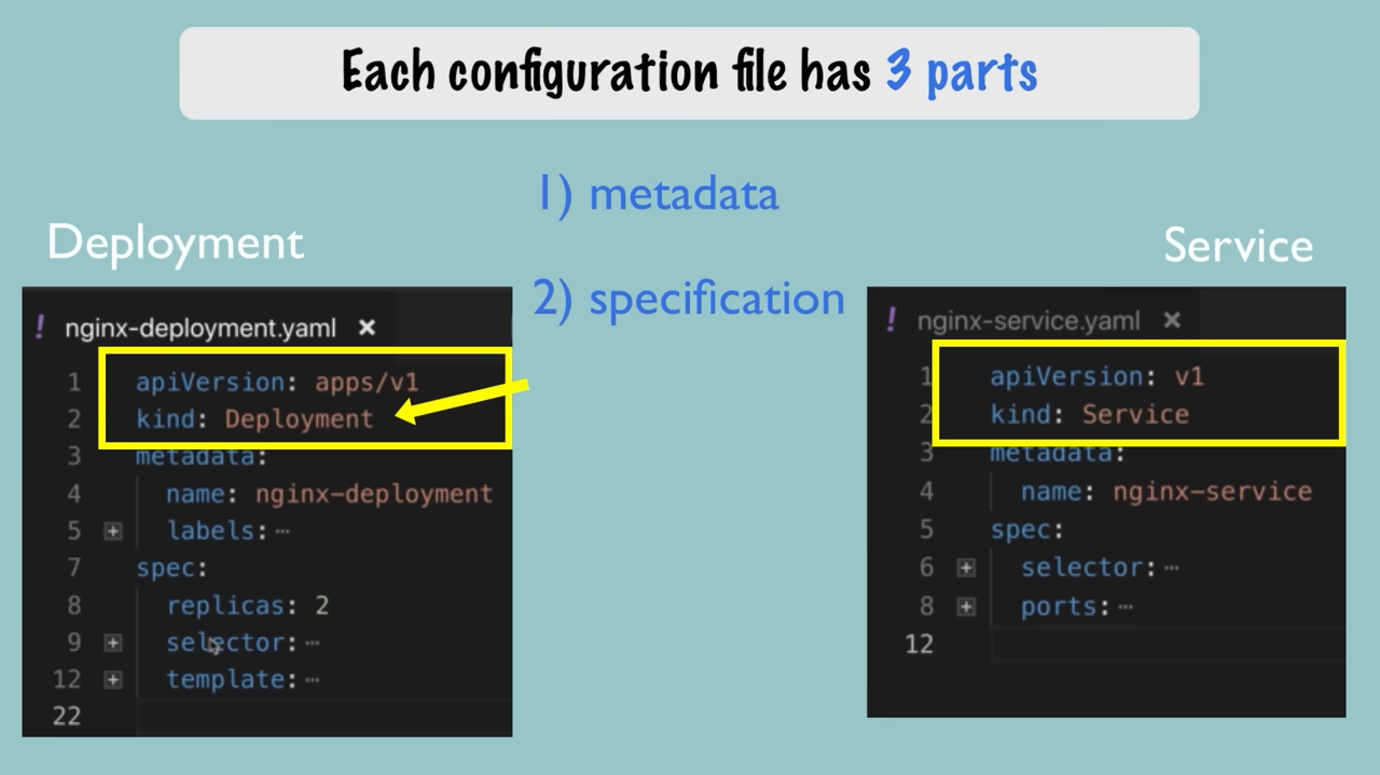 Each configuration file has 3 parts
1) metadata
2) specification
Deployment
! nginx-deployment.yaml ×
1 apiVersion: apps/v1
2 kind: Deployment
3 metadata:
4 name: nginx-deployment
5 + labels: ⋯
7 spec:
8 replicas: 2
9 + selector: ⋯
12 + template: ⋯
22
Service
! nginx-service.yaml ×
1 apiVersion: v1
2 kind: Service
3 metadata:
4 name: nginx-service
5 spec:
6 + selector: ⋯
8 + ports: ⋯
12